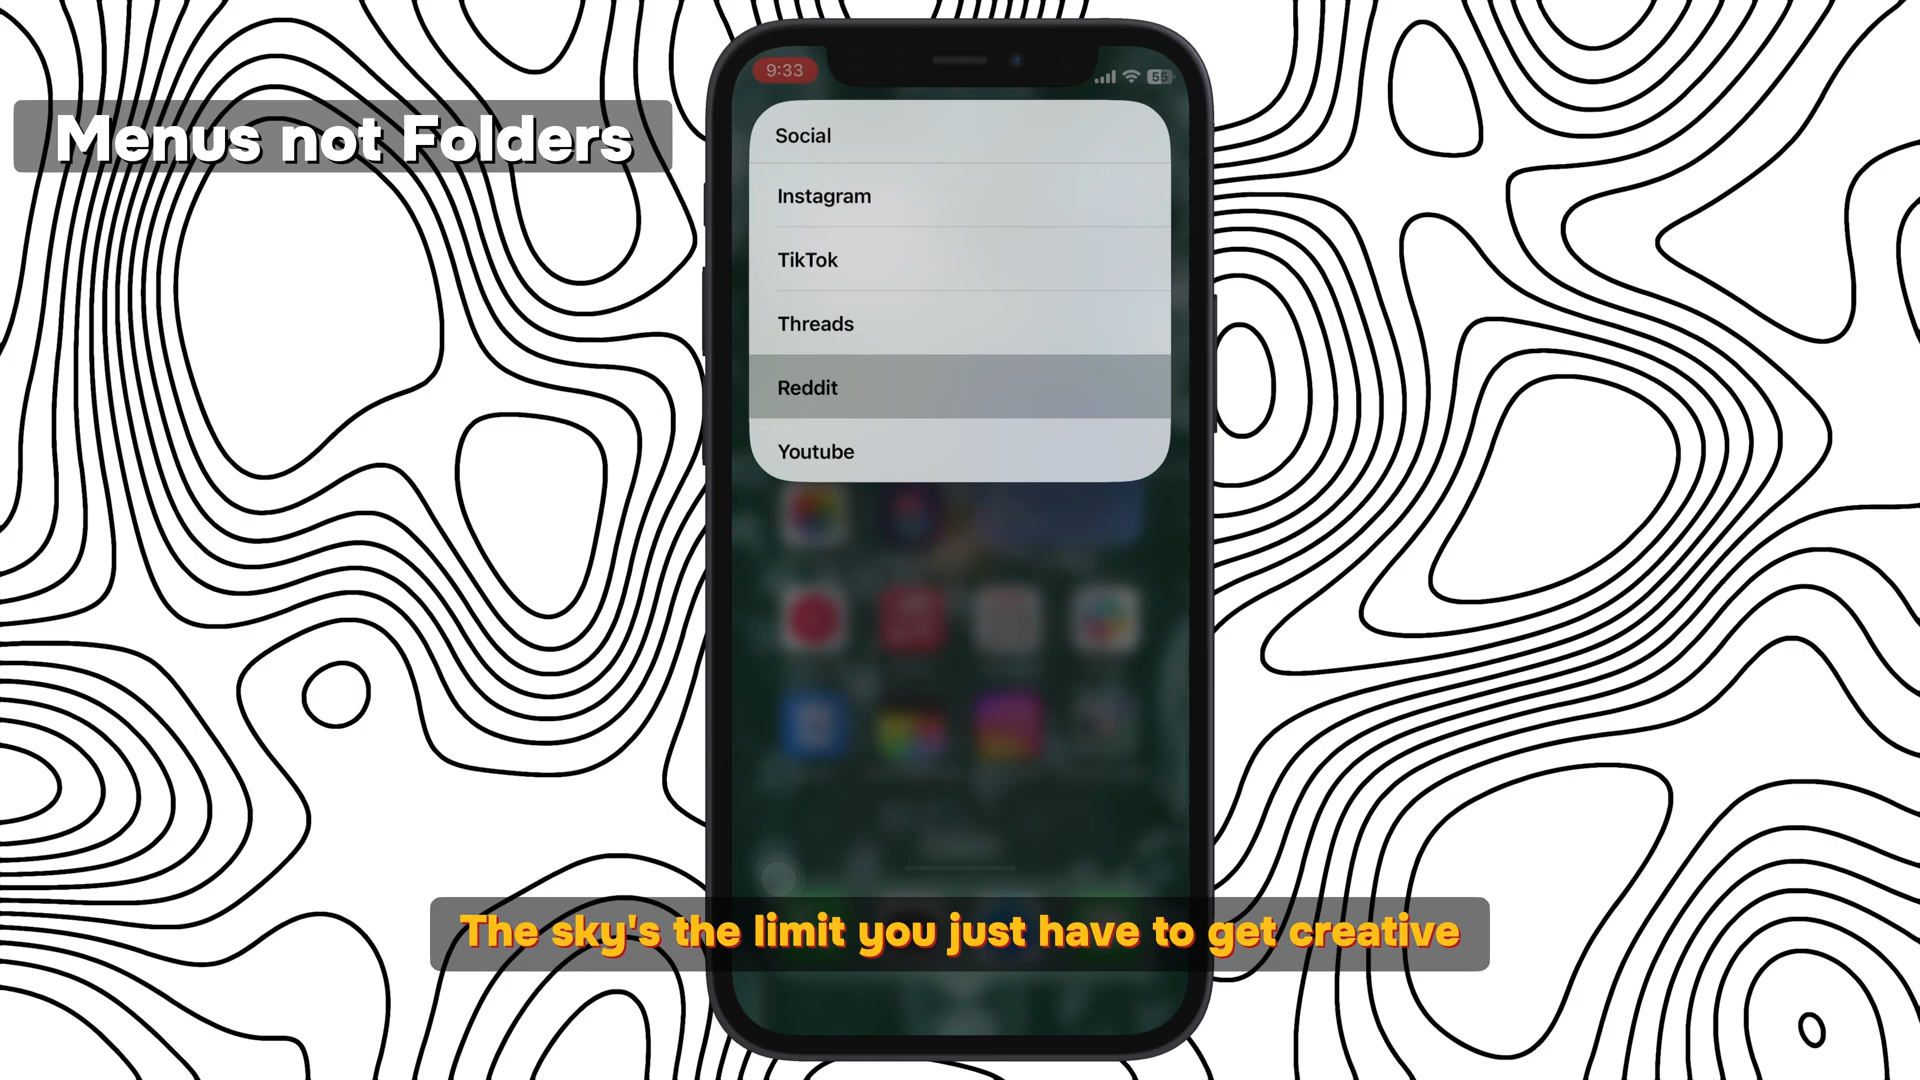 9:33
55
Menus not Folders
Social
Instagram
TikTok
Threads
Reddit
Youtube
The sky's the limit you just have to get creative